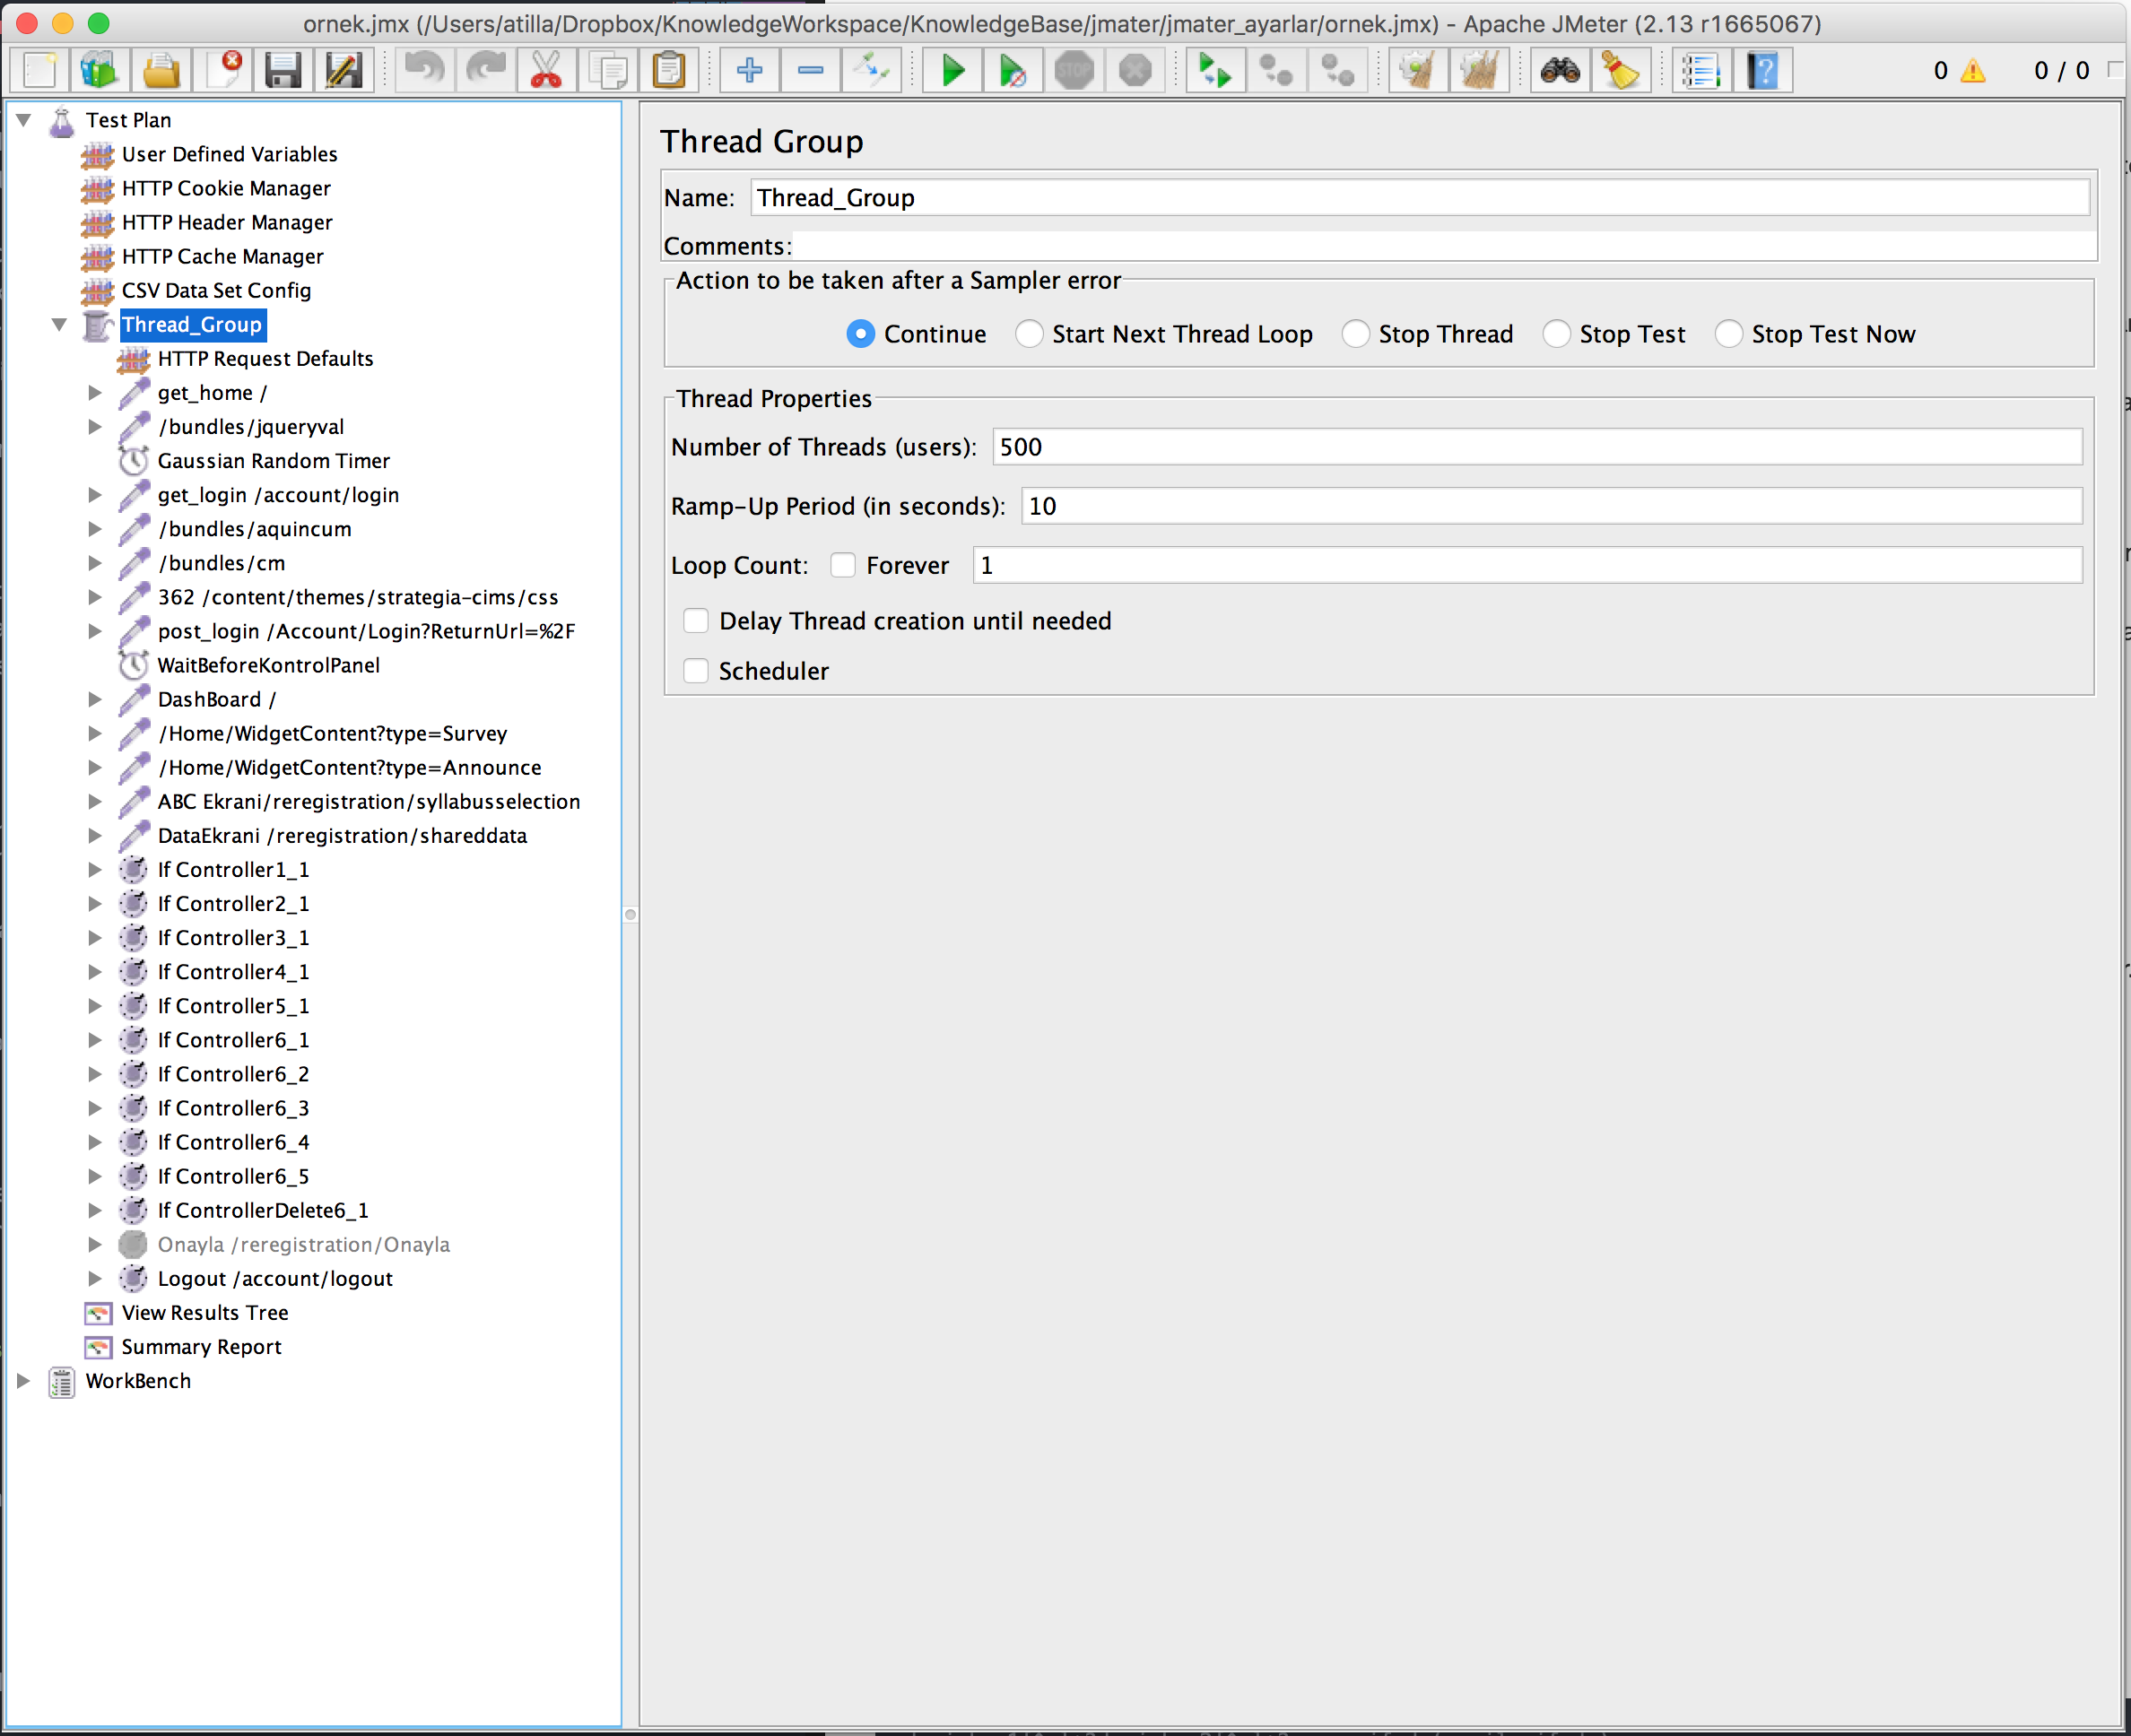 ornek.jmx (/Users/atilla/Dropbox/KnowledgeWorkspace/KnowledgeBase/jmater/jmater_ayarlar/ornek.jmx) - Apache JMeter (2.13 r1665067)
STOP
?
0
0 / 0
Test Plan
User Defined Variables
HTTP Cookie Manager
HTTP Header Manager
HTTP Cache Manager
CSV Data Set Config
Thread_Group
HTTP Request Defaults
get_home /
/bundles/jqueryval
Gaussian Random Timer
get_login /account/login
/bundles/aquincum
/bundles/cm
362 /content/themes/strategia-cims/css
post_login /Account/Login?ReturnUrl=%2F
WaitBeforeKontrolPanel
DashBoard /
/Home/WidgetContent?type=Survey
/Home/WidgetContent?type=Announce
ABC Ekrani/reregistration/syllabusselection
DataEkrani /reregistration/shareddata
If Controller1_1
If Controller2_1
If Controller3_1
If Controller4_1
If Controller5_1
If Controller6_1
If Controller6_2
If Controller6_3
If Controller6_4
If Controller6_5
If ControllerDelete6_1
Onayla /reregistration/Onayla
Logout /account/logout
View Results Tree
Summary Report
WorkBench
Thread Group
Name: Thread_Group
Comments:
Action to be taken after a Sampler error
Continue Start Next Thread Loop Stop Thread Stop Test Stop Test Now
Thread Properties
Number of Threads (users): 500
Ramp-Up Period (in seconds): 10
Loop Count: Forever 1
Delay Thread creation until needed
Scheduler